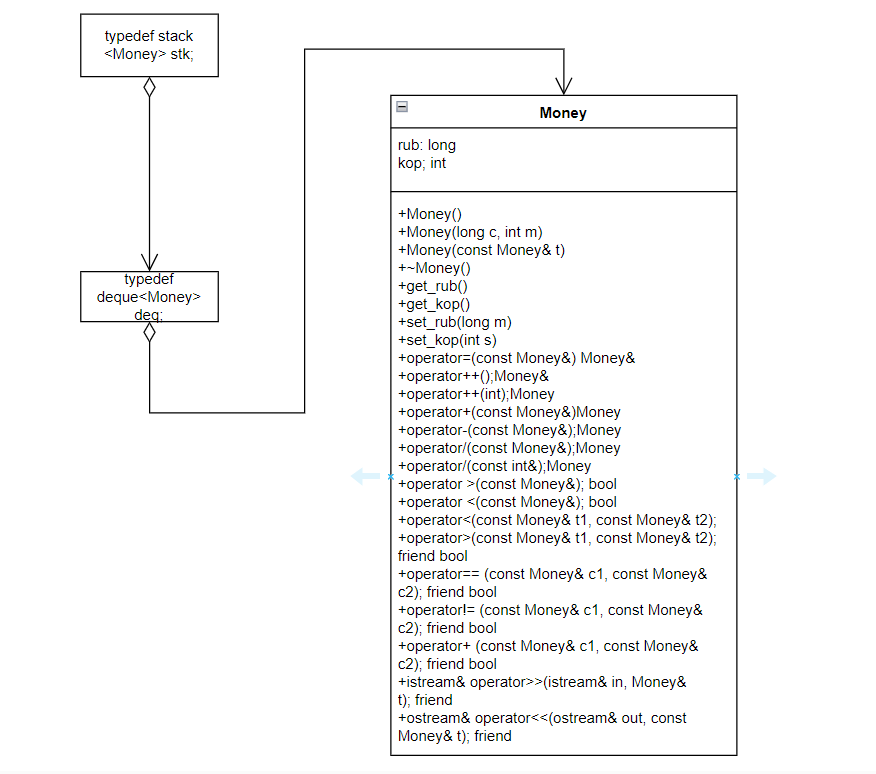 typedef stack
<Money> stk;
typedef
deque<Money>
deq;
Money
rub: long
kop; int
+Money()
+Money(long c, int m)
+Money(const Money& t)
+~Money()
+get_rub()
+get_kop()
+set_rub(long m)
+set_kop(int s)
+operator=(const Money&) Money&
+operator++();Money&
+operator++(int);Money
+operator+(const Money&)Money
+operator-(const Money&);Money
+operator/(const Money&);Money
+operator/(const int&);Money
+operator >(const Money&); bool
+operator <(const Money&); bool
+operator<(const Money& t1, const Money& t2);
+operator>(const Money& t1, const Money& t2);
friend bool
+operator== (const Money& c1, const Money&
c2); friend bool
+operator!= (const Money& c1, const Money&
c2); friend bool
+operator+ (const Money& c1, const Money&
c2); friend bool
+istream& operator>>(istream& in, Money&
t); friend
+ostream& operator<<(ostream& out, const
Money& t); friend